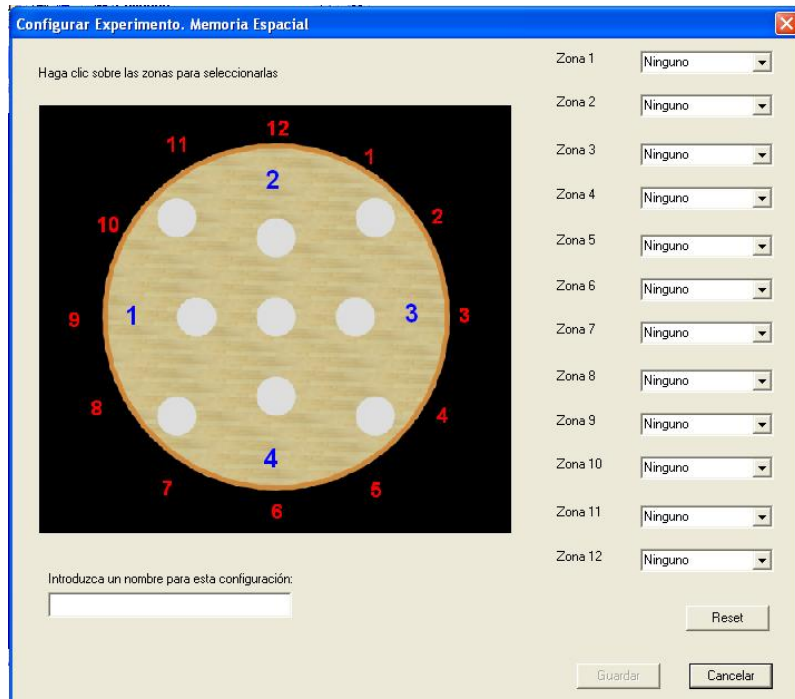 Configurar Experimento. Memoria Espacial
Haga clic sobre las zonas para seleccionarlas
12
11
1
2
10
2
9
1
3
3
8
4
4
7
5
6
Introduzca un nombre para esta configuración:
Zona 1 Ninguno
Zona 2 Ninguno
Zona 3 Ninguno
Zona 4 Ninguno
Zona 5 Ninguno
Zona 6 Ninguno
Zona 7 Ninguno
Zona 8 Ninguno
Zona 9 Ninguno
Zona 10 Ninguno
Zona 11 Ninguno
Zona 12 Ninguno
Reset
Guardar
Cancelar